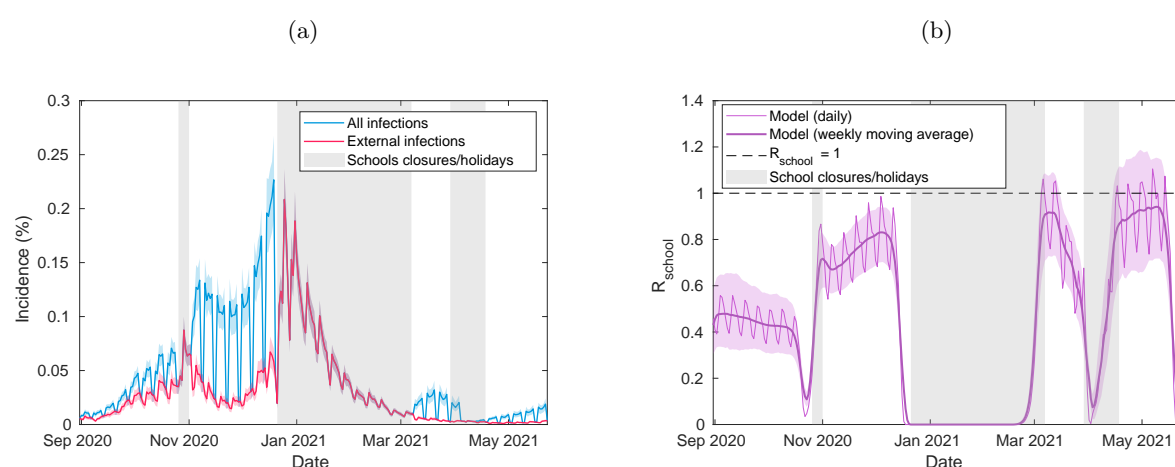 (a)
Incidence (%)
0.3
0.25
0.2
0.15
0.1
0.05
0
All infections
External infections
Schools closures/holidays
Sep 2020
Nov 2020
Jan 2021
Mar 2021
May 2021
Date
(b)
R_school
1.4
1.2
1
0.8
0.6
0.4
0.2
0
Model (daily)
Model (weekly moving average)
R_school = 1
School closures/holidays
Sep 2020
Nov 2020
Jan 2021
Mar 2021
May 2021
Date